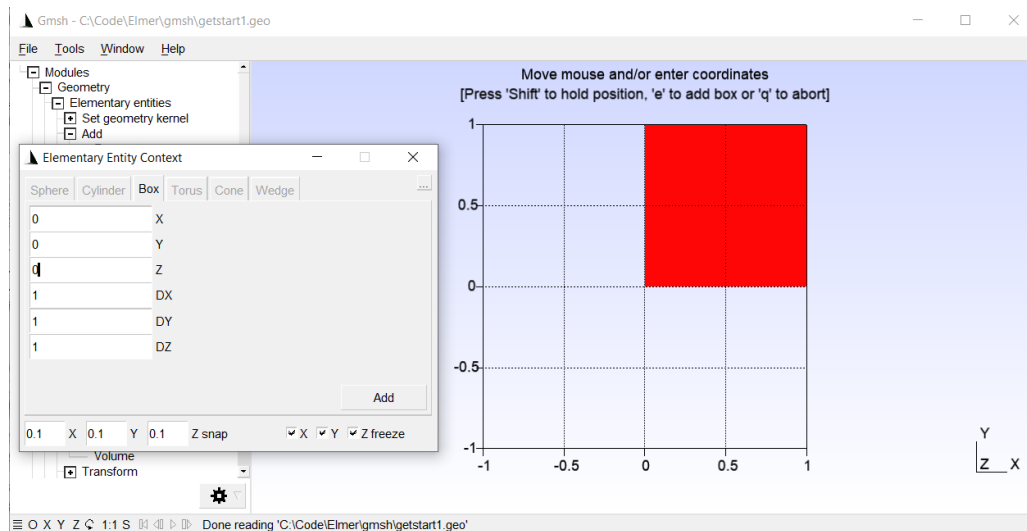 Gmsh - C:\Code\Elmer\gmsh\getstart1.geo
File Tools Window Help
Modules
Geometry
Elementary entities
Set geometry kernel
Add
Elementary Entity Context
Sphere Cylinder Box Torus Cone Wedge ...
0 X
0 Y
0 Z
1 DX
1 DY
1 DZ
Add
0.1 X 0.1 Y 0.1 Z snap X Y Z freeze
Volume
Transform
Move mouse and/or enter coordinates
[Press 'Shift' to hold position, 'e' to add box or 'q' to abort]
1
0.5
0
-0.5
-1
-1 -0.5 0 0.5 1
Y
Z X
O X Y Z 1:1 S Done reading 'C:\Code\Elmer\gmsh\getstart1.geo'